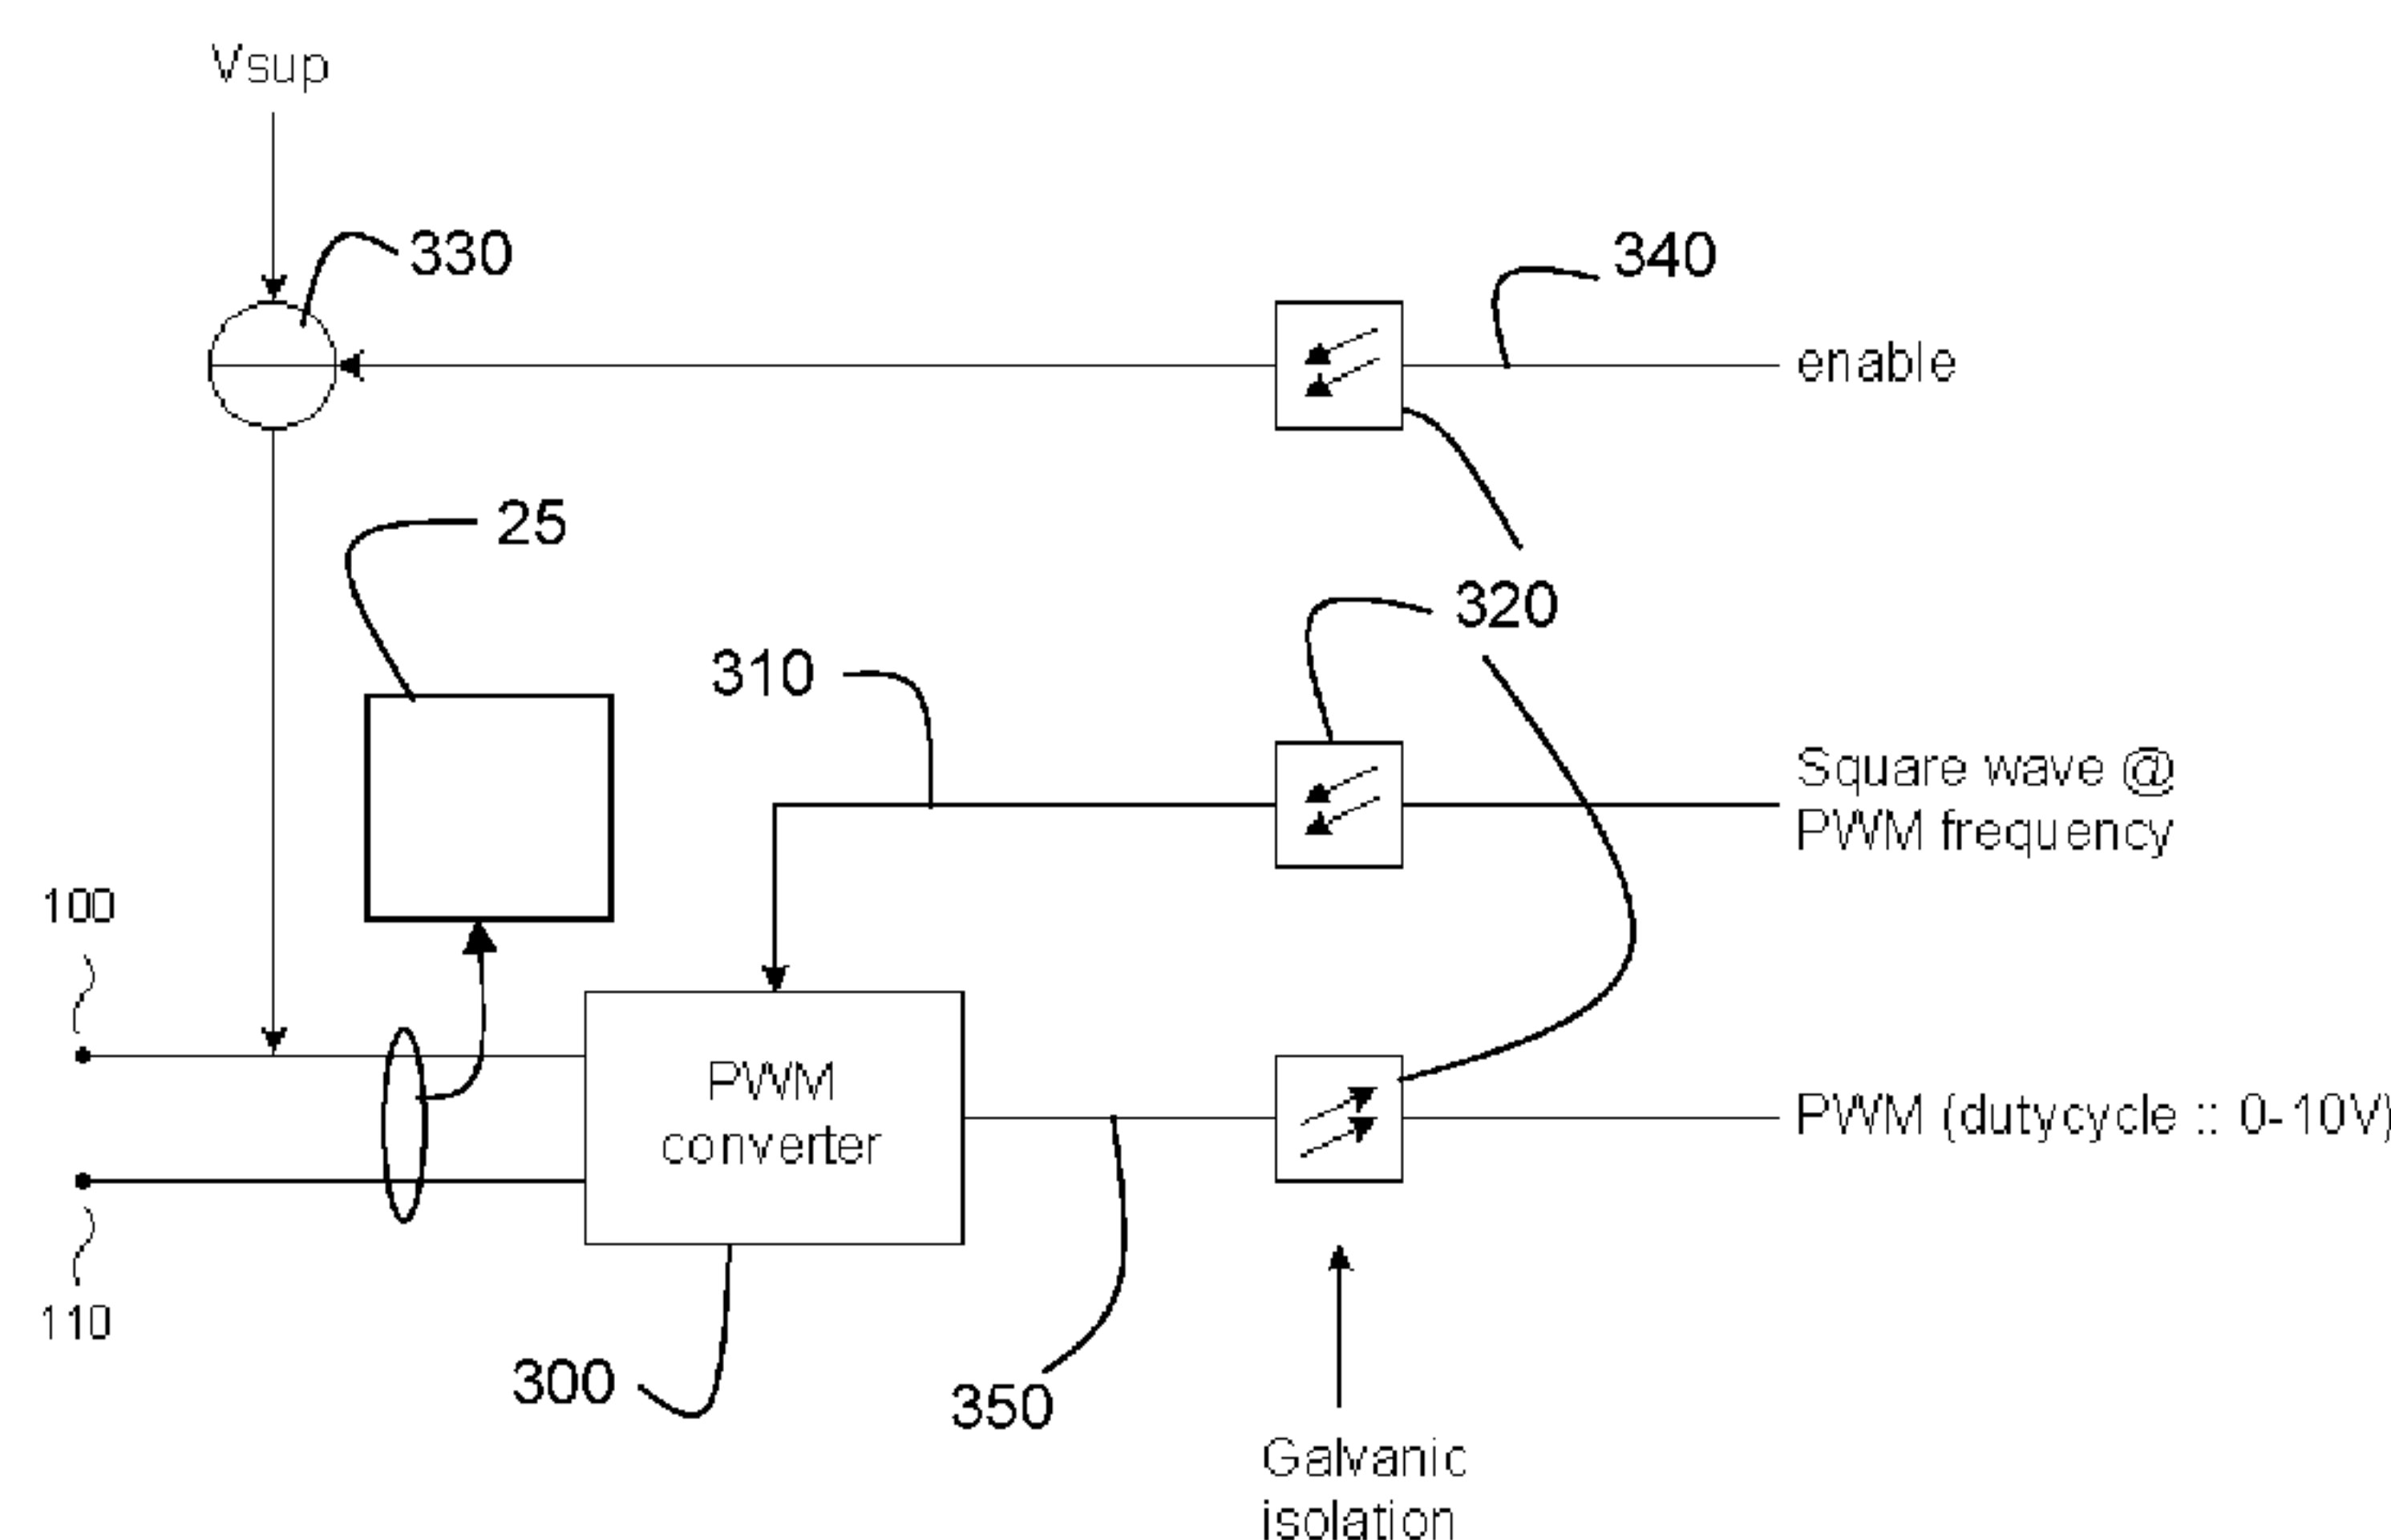 Vsup
330
340
enable
25
320
310
Square wave @
PWM frequency
100
PWM
converter
PWM (dutycycle :: 0-10V)
110
300
350
Galvanic
isolation